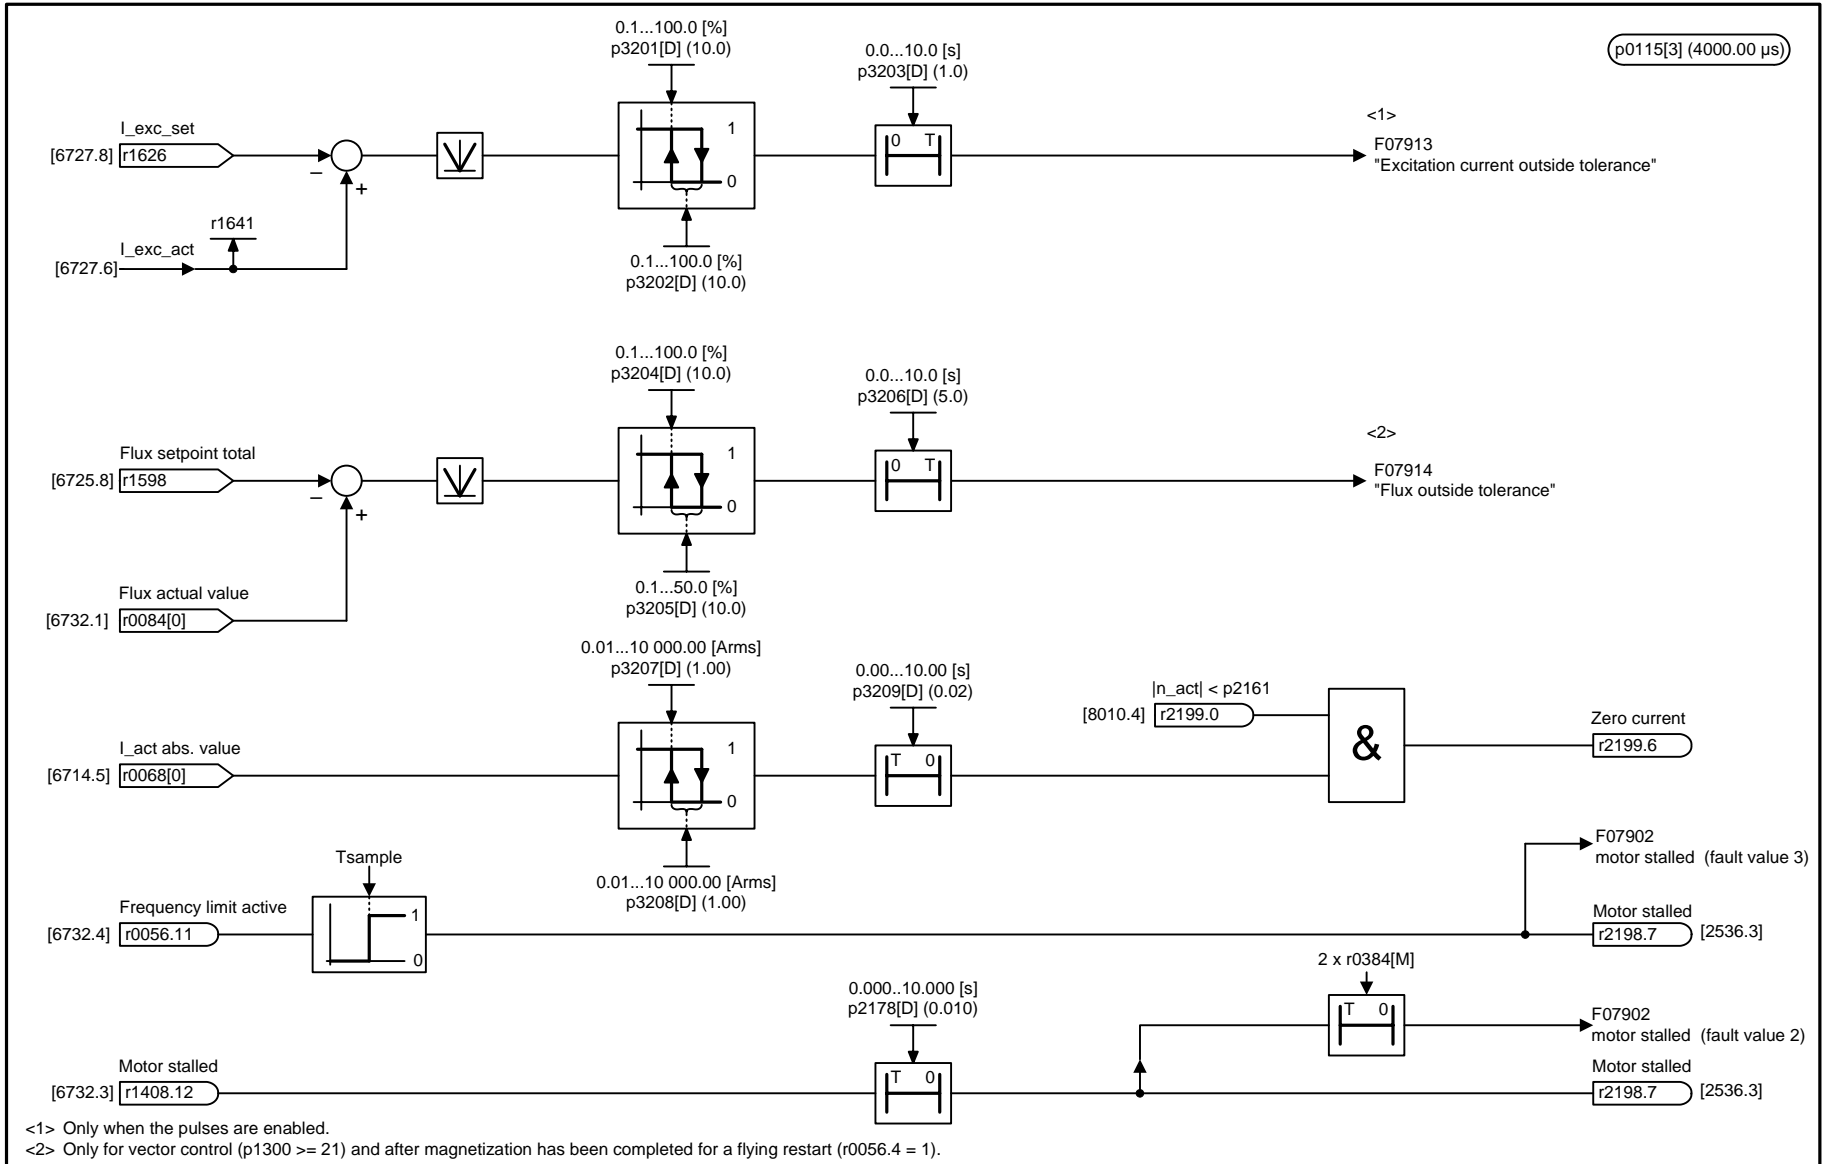 p0115[3] (4000.00 µs)
0.1...100.0 [%]
p3201[D] (10.0)
0.0...10.0 [s]
p3203[D] (1.0)
I_exc_set
[6727.8] r1626
−
+
1
0
0 T
<1>
F07913
"Excitation current outside tolerance"
r1641
I_exc_act
[6727.6]
0.1...100.0 [%]
p3202[D] (10.0)
0.1...100.0 [%]
p3204[D] (10.0)
0.0...10.0 [s]
p3206[D] (5.0)
Flux setpoint total
[6725.8] r1598
−
+
1
0
0 T
<2>
F07914
"Flux outside tolerance"
Flux actual value
[6732.1] r0084[0]
0.1...50.0 [%]
p3205[D] (10.0)
0.01...10 000.00 [Arms]
p3207[D] (1.00)
0.00...10.00 [s]
p3209[D] (0.02)
|n_act| < p2161
[8010.4] r2199.0
I_act abs. value
[6714.5] r0068[0]
1
0
T 0
&
Zero current
r2199.6
0.01...10 000.00 [Arms]
p3208[D] (1.00)
Tsample
Frequency limit active
[6732.4] r0056.11
1
0
F07902
motor stalled (fault value 3)
Motor stalled
r2198.7 [2536.3]
0.000..10.000 [s]
p2178[D] (0.010)
2 x r0384[M]
T 0
F07902
motor stalled (fault value 2)
Motor stalled
[6732.3] r1408.12
T 0
Motor stalled
r2198.7 [2536.3]
<1> Only when the pulses are enabled.
<2> Only for vector control (p1300 >= 21) and after magnetization has been completed for a flying restart (r0056.4 = 1).